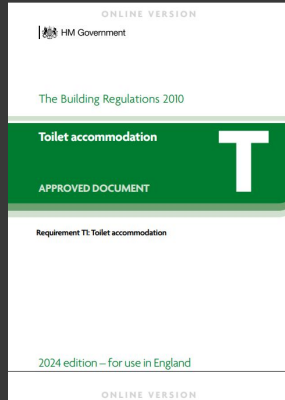 ONLINE VERSION
HM Government
The Building Regulations 2010
Toilet accommodation
T
APPROVED DOCUMENT
Requirement T1: Toilet accommodation
2024 edition – for use in England
ONLINE VERSION